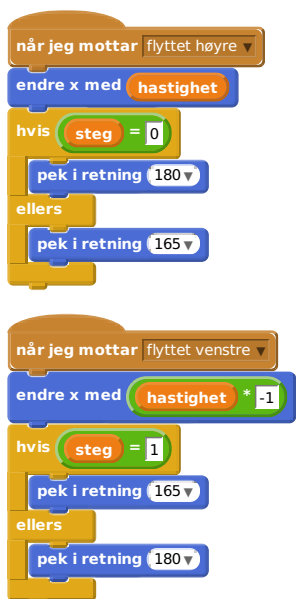 når jeg mottar flyttet høyre
endre x med hastighet
hvis steg = 0
pek i retning 180
ellers
pek i retning 165
når jeg mottar flyttet venstre
endre x med hastighet * -1
hvis steg = 1
pek i retning 165
ellers
pek i retning 180